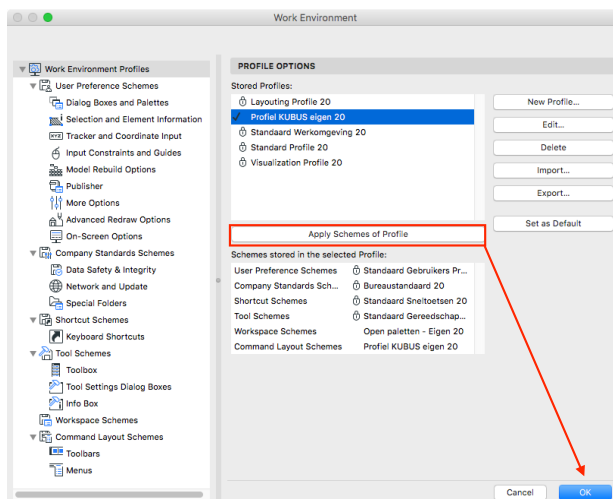 Work Environment
Work Environment Profiles
User Preference Schemes
Dialog Boxes and Palettes
Selection and Element Information
Tracker and Coordinate Input
Input Constraints and Guides
Model Rebuild Options
Publisher
More Options
Advanced Redraw Options
On-Screen Options
Company Standards Schemes
Data Safety & Integrity
Network and Update
Special Folders
Shortcut Schemes
Keyboard Shortcuts
Tool Schemes
Toolbox
Tool Settings Dialog Boxes
Info Box
Workspace Schemes
Command Layout Schemes
Toolbars
Menus
PROFILE OPTIONS
Stored Profiles:
Layouting Profile 20
Profiel KUBUS eigen 20
Standaard Werkomgeving 20
Standard Profile 20
Visualization Profile 20
New Profile...
Edit...
Delete
Import...
Export...
Set as Default
Apply Schemes of Profile
Schemes stored in the selected Profile:
User Preference Schemes Standaard Gebruikers Pr...
Company Standards Sch... Bureaustandaard 20
Shortcut Schemes Standaard Sneltoetsen 20
Tool Schemes Standaard Gereedschap...
Workspace Schemes Open paletten - Eigen 20
Command Layout Schemes Profiel KUBUS eigen 20
Cancel OK